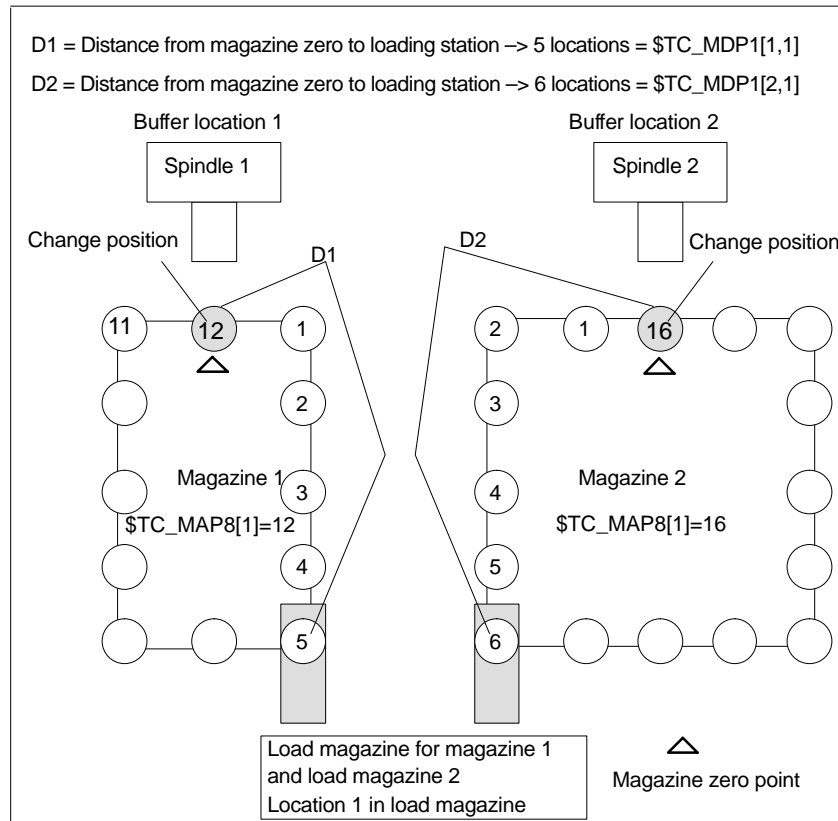 D1 = Distance from magazine zero to loading station –> 5 locations = $TC_MDP1[1,1]
D2 = Distance from magazine zero to loading station –> 6 locations = $TC_MDP1[2,1]
Buffer location 1
Buffer location 2
Spindle 1
Spindle 2
Change position
D1
D2
Change position
11
12
1
2
1
16
2
3
Magazine 1
3
4
Magazine 2
$TC_MAP8[1]=12
$TC_MAP8[1]=16
4
5
5
6
Load magazine for magazine 1
and load magazine 2
Location 1 in load magazine
Magazine zero point